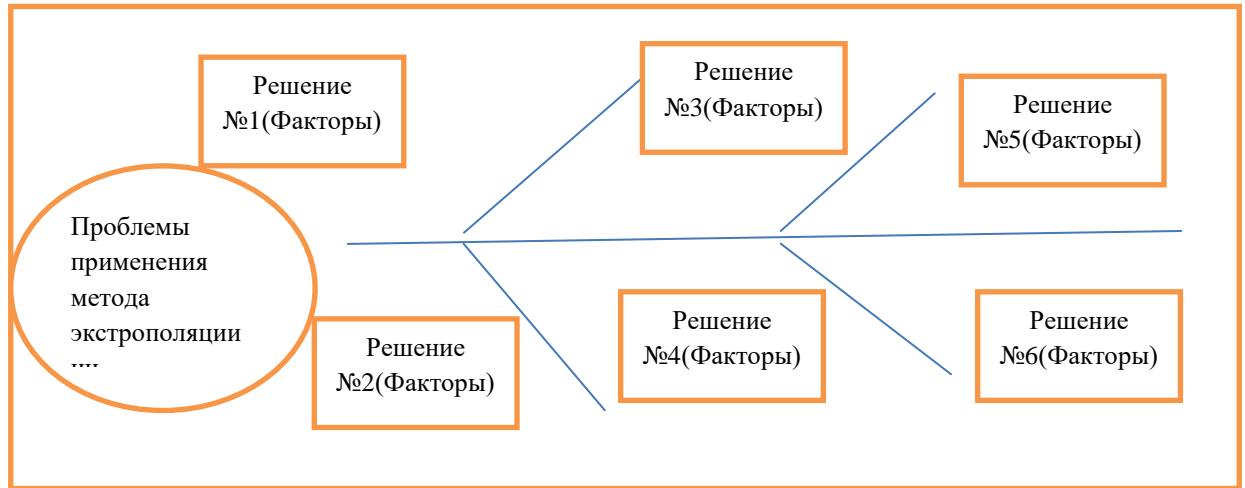 Решение
№1(Факторы)
Решение
№3(Факторы)
Решение
№5(Факторы)
Проблемы
применения
метода
экстрополяции
Решение
№2(Факторы)
Решение
№4(Факторы)
Решение
№6(Факторы)